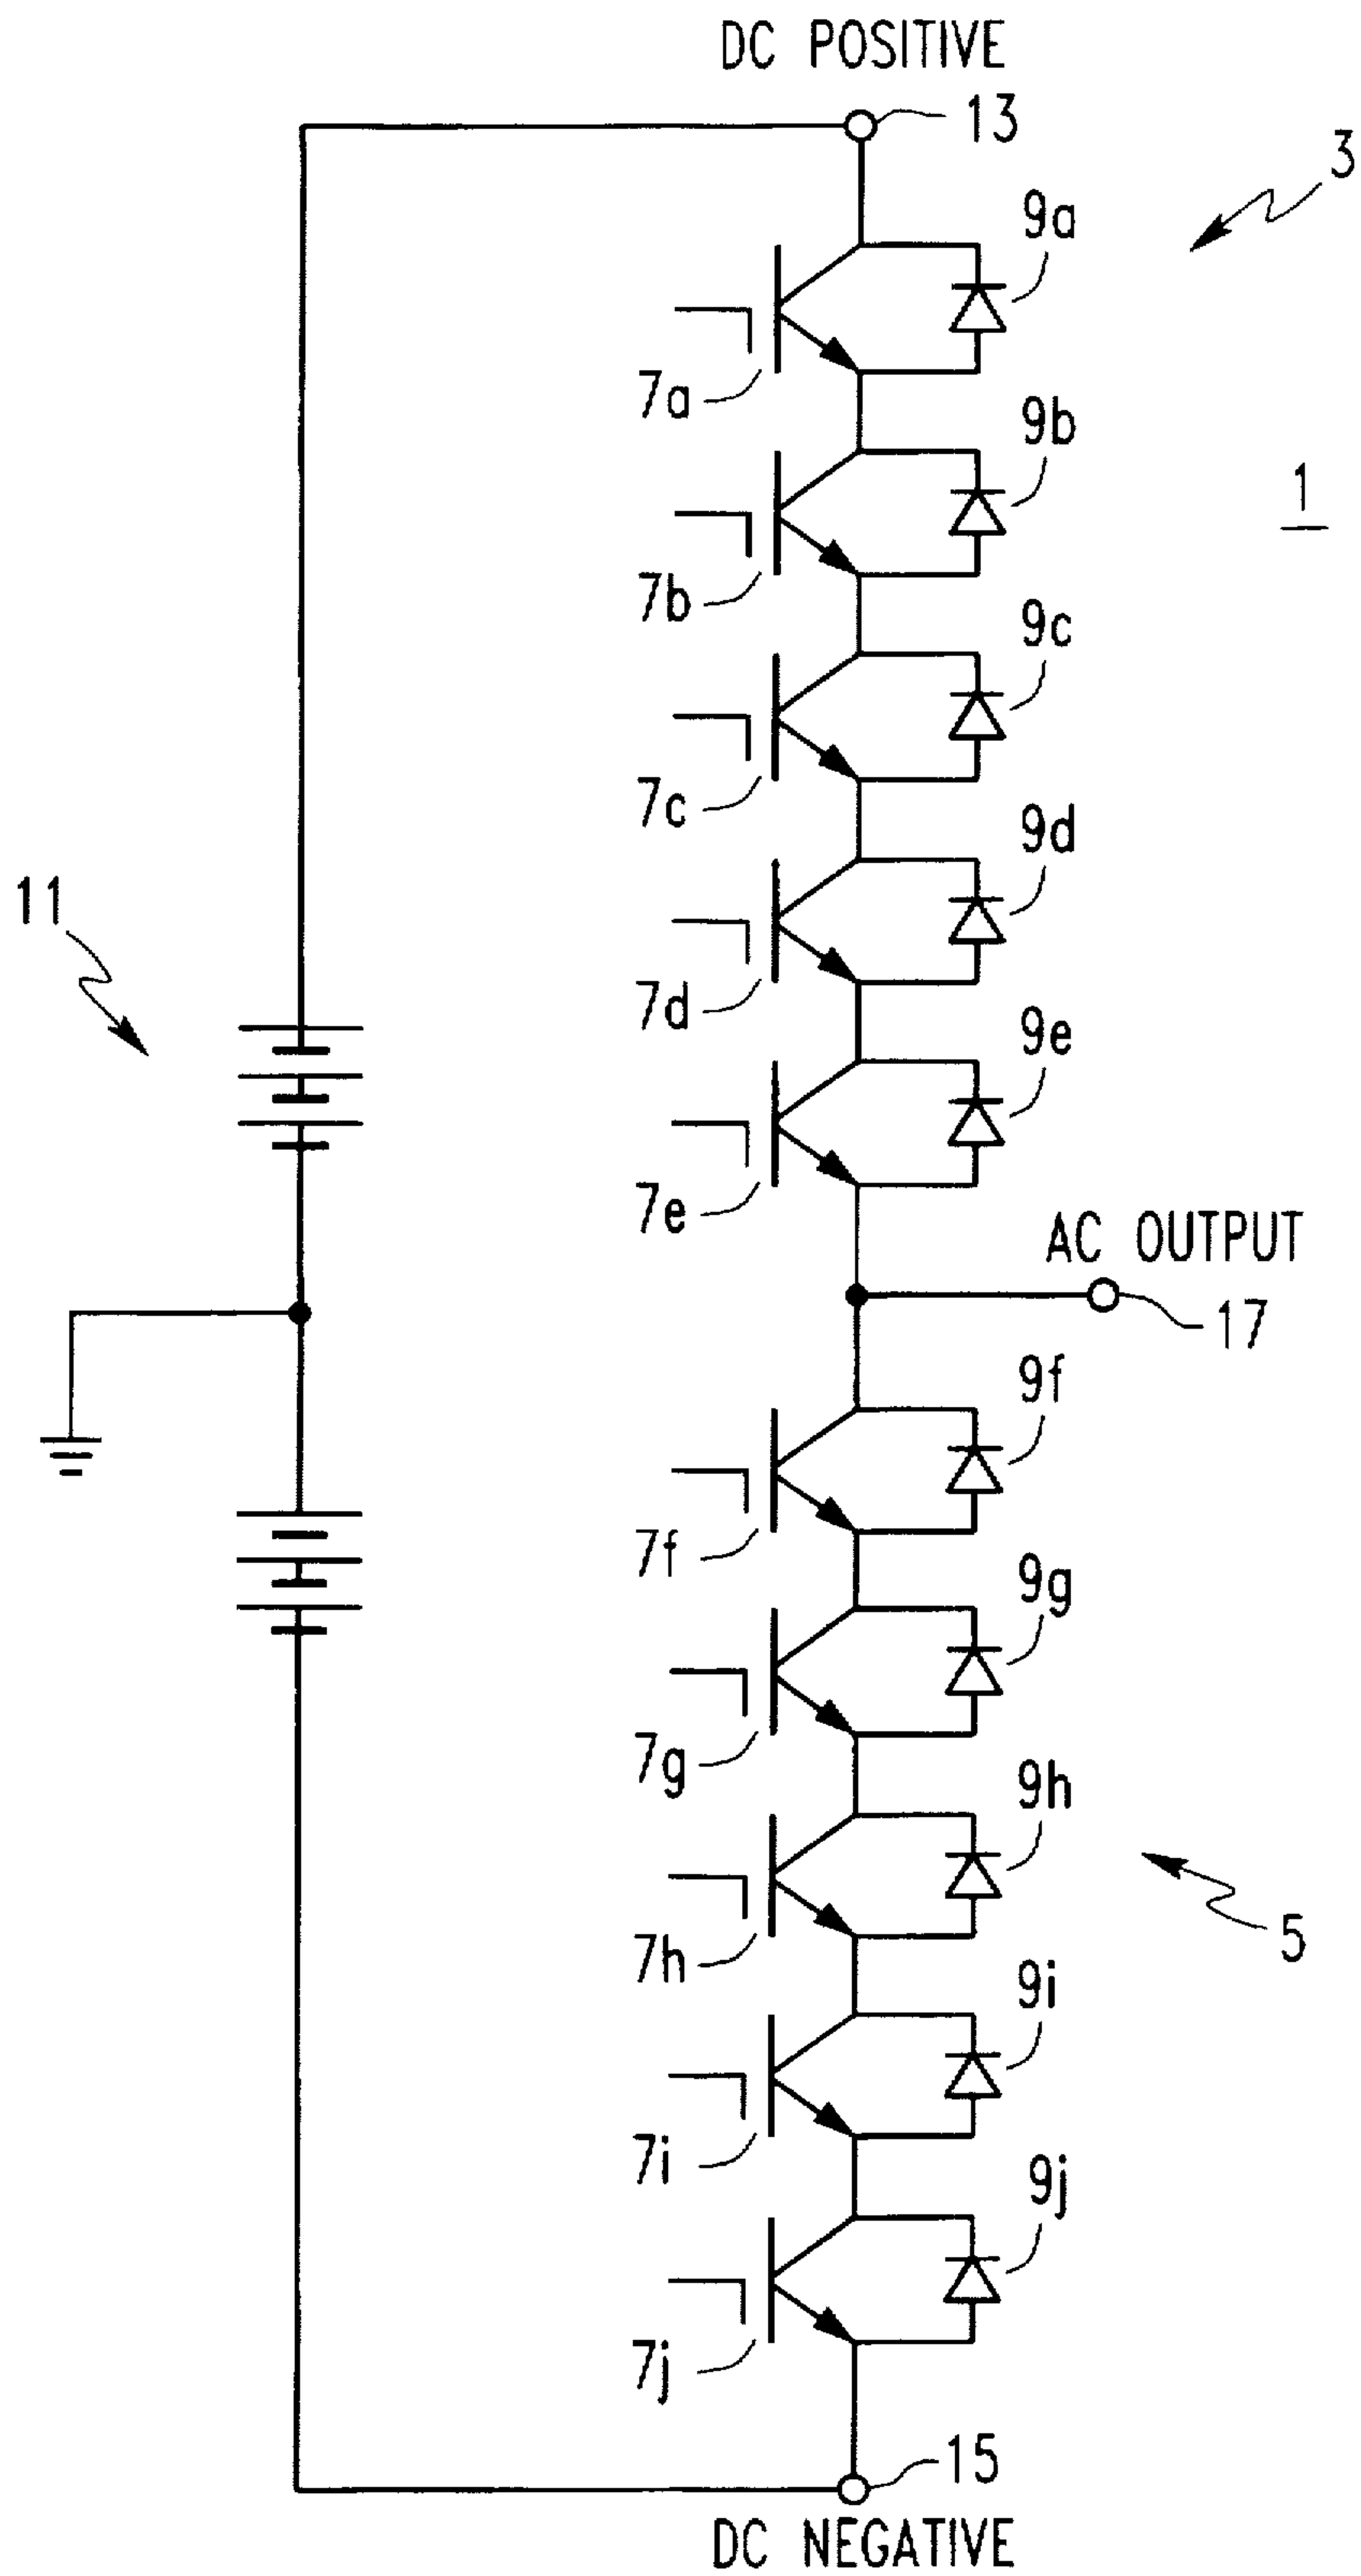 DC POSITIVE
13
3
9a
7a
9b
1
7b
9c
7c
9d
11
7d
9e
7e
AC OUTPUT
17
9f
7f
9g
7g
9h
5
7h
9i
7i
9j
7j
15
DC NEGATIVE